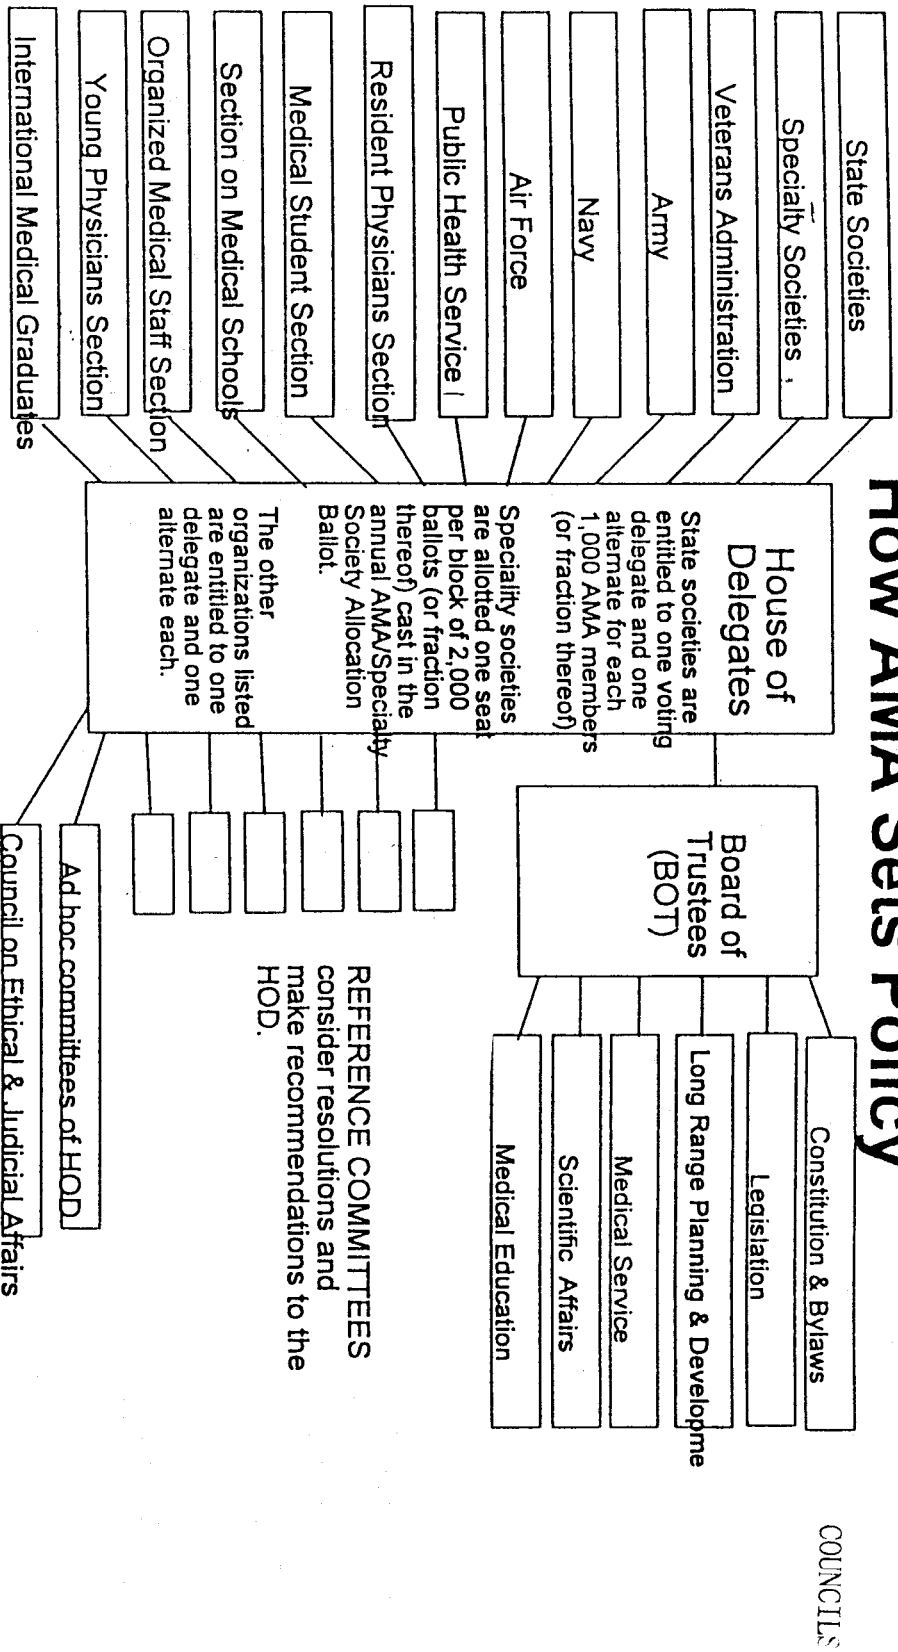 How AMA Sets Policy
COUNCILS
State Societies
Specialty Societies
Veterans Administration
Army
Navy
Air Force
Public Health Service
Resident Physicians Section
Medical Student Section
Section on Medical Schools
Organized Medical Staff Section
Young Physicians Section
International Medical Graduates
House of
Delegates
State societies are
entitled to one voting
delegate and one
alternate for each
1,000 AMA members
(or fraction thereof)
Speciality societies
are allotted one seat
per block of 2,000
ballots (or fraction
thereof) cast in the
annual AMA/Specialty
Society Allocation
Ballot.
The other
organizations listed
are entitled to one
delegate and one
alternate each.
Board of
Trustees
(BOT)
Constitution & Bylaws
Legislation
Long Range Planning & Developme
Medical Service
Scientific Affairs
Medical Education
REFERENCE COMMITTEES
consider resolutions and
make recommendations to the
HOD.
Ad hoc committees of HOD
Council on Ethical & Judicial Affairs